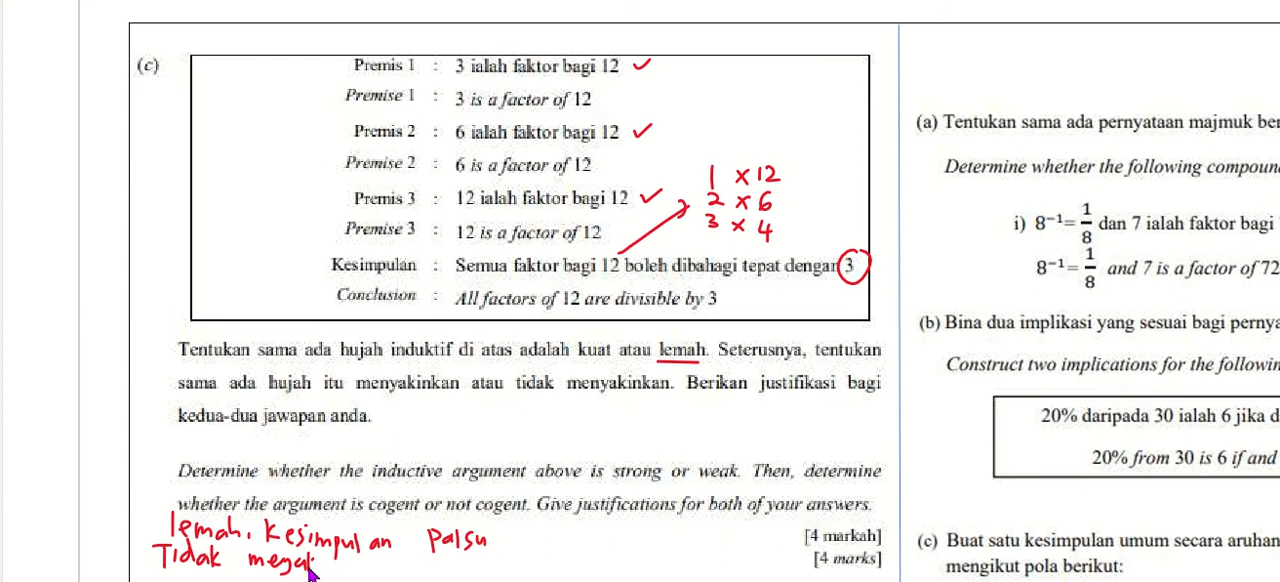 (c)
Premis 1 : 3 ialah faktor bagi 12 ✓
Premise 1 : 3 is a factor of 12
Premis 2 : 6 ialah faktor bagi 12 ✓
Premise 2 : 6 is a factor of 12
Premis 3 : 12 ialah faktor bagi 12 ✓
Premise 3 : 12 is a factor of 12
Kesimpulan : Semua faktor bagi 12 boleh dibahagi tepat dengan 3
Conclusion : All factors of 12 are divisible by 3
1 × 12
2 × 6
3 × 4
Tentukan sama ada hujah induktif di atas adalah kuat atau lemah. Seterusnya, tentukan
sama ada hujah itu menyakinkan atau tidak menyakinkan. Berikan justifikasi bagi
kedua-dua jawapan anda.
Determine whether the inductive argument above is strong or weak. Then, determine
whether the argument is cogent or not cogent. Give justifications for both of your answers.
[4 markah]
[4 marks]
lemah, Kesimpulan Palsu
Tidak
(a) Tentukan sama ada pernyataan majmuk
Determine whether the following
i) 8⁻¹ = 1/8 dan 7 ialah faktor bagi
8⁻¹ = 1/8 and 7 is a factor of 72
(b) Bina dua implikasi yang sesuai bagi
Construct two implications for the
20% daripada 30 ialah 6 jika
20% from 30 is 6 if and
(c) Buat satu kesimpulan umum secara
mengikut pola berikut: